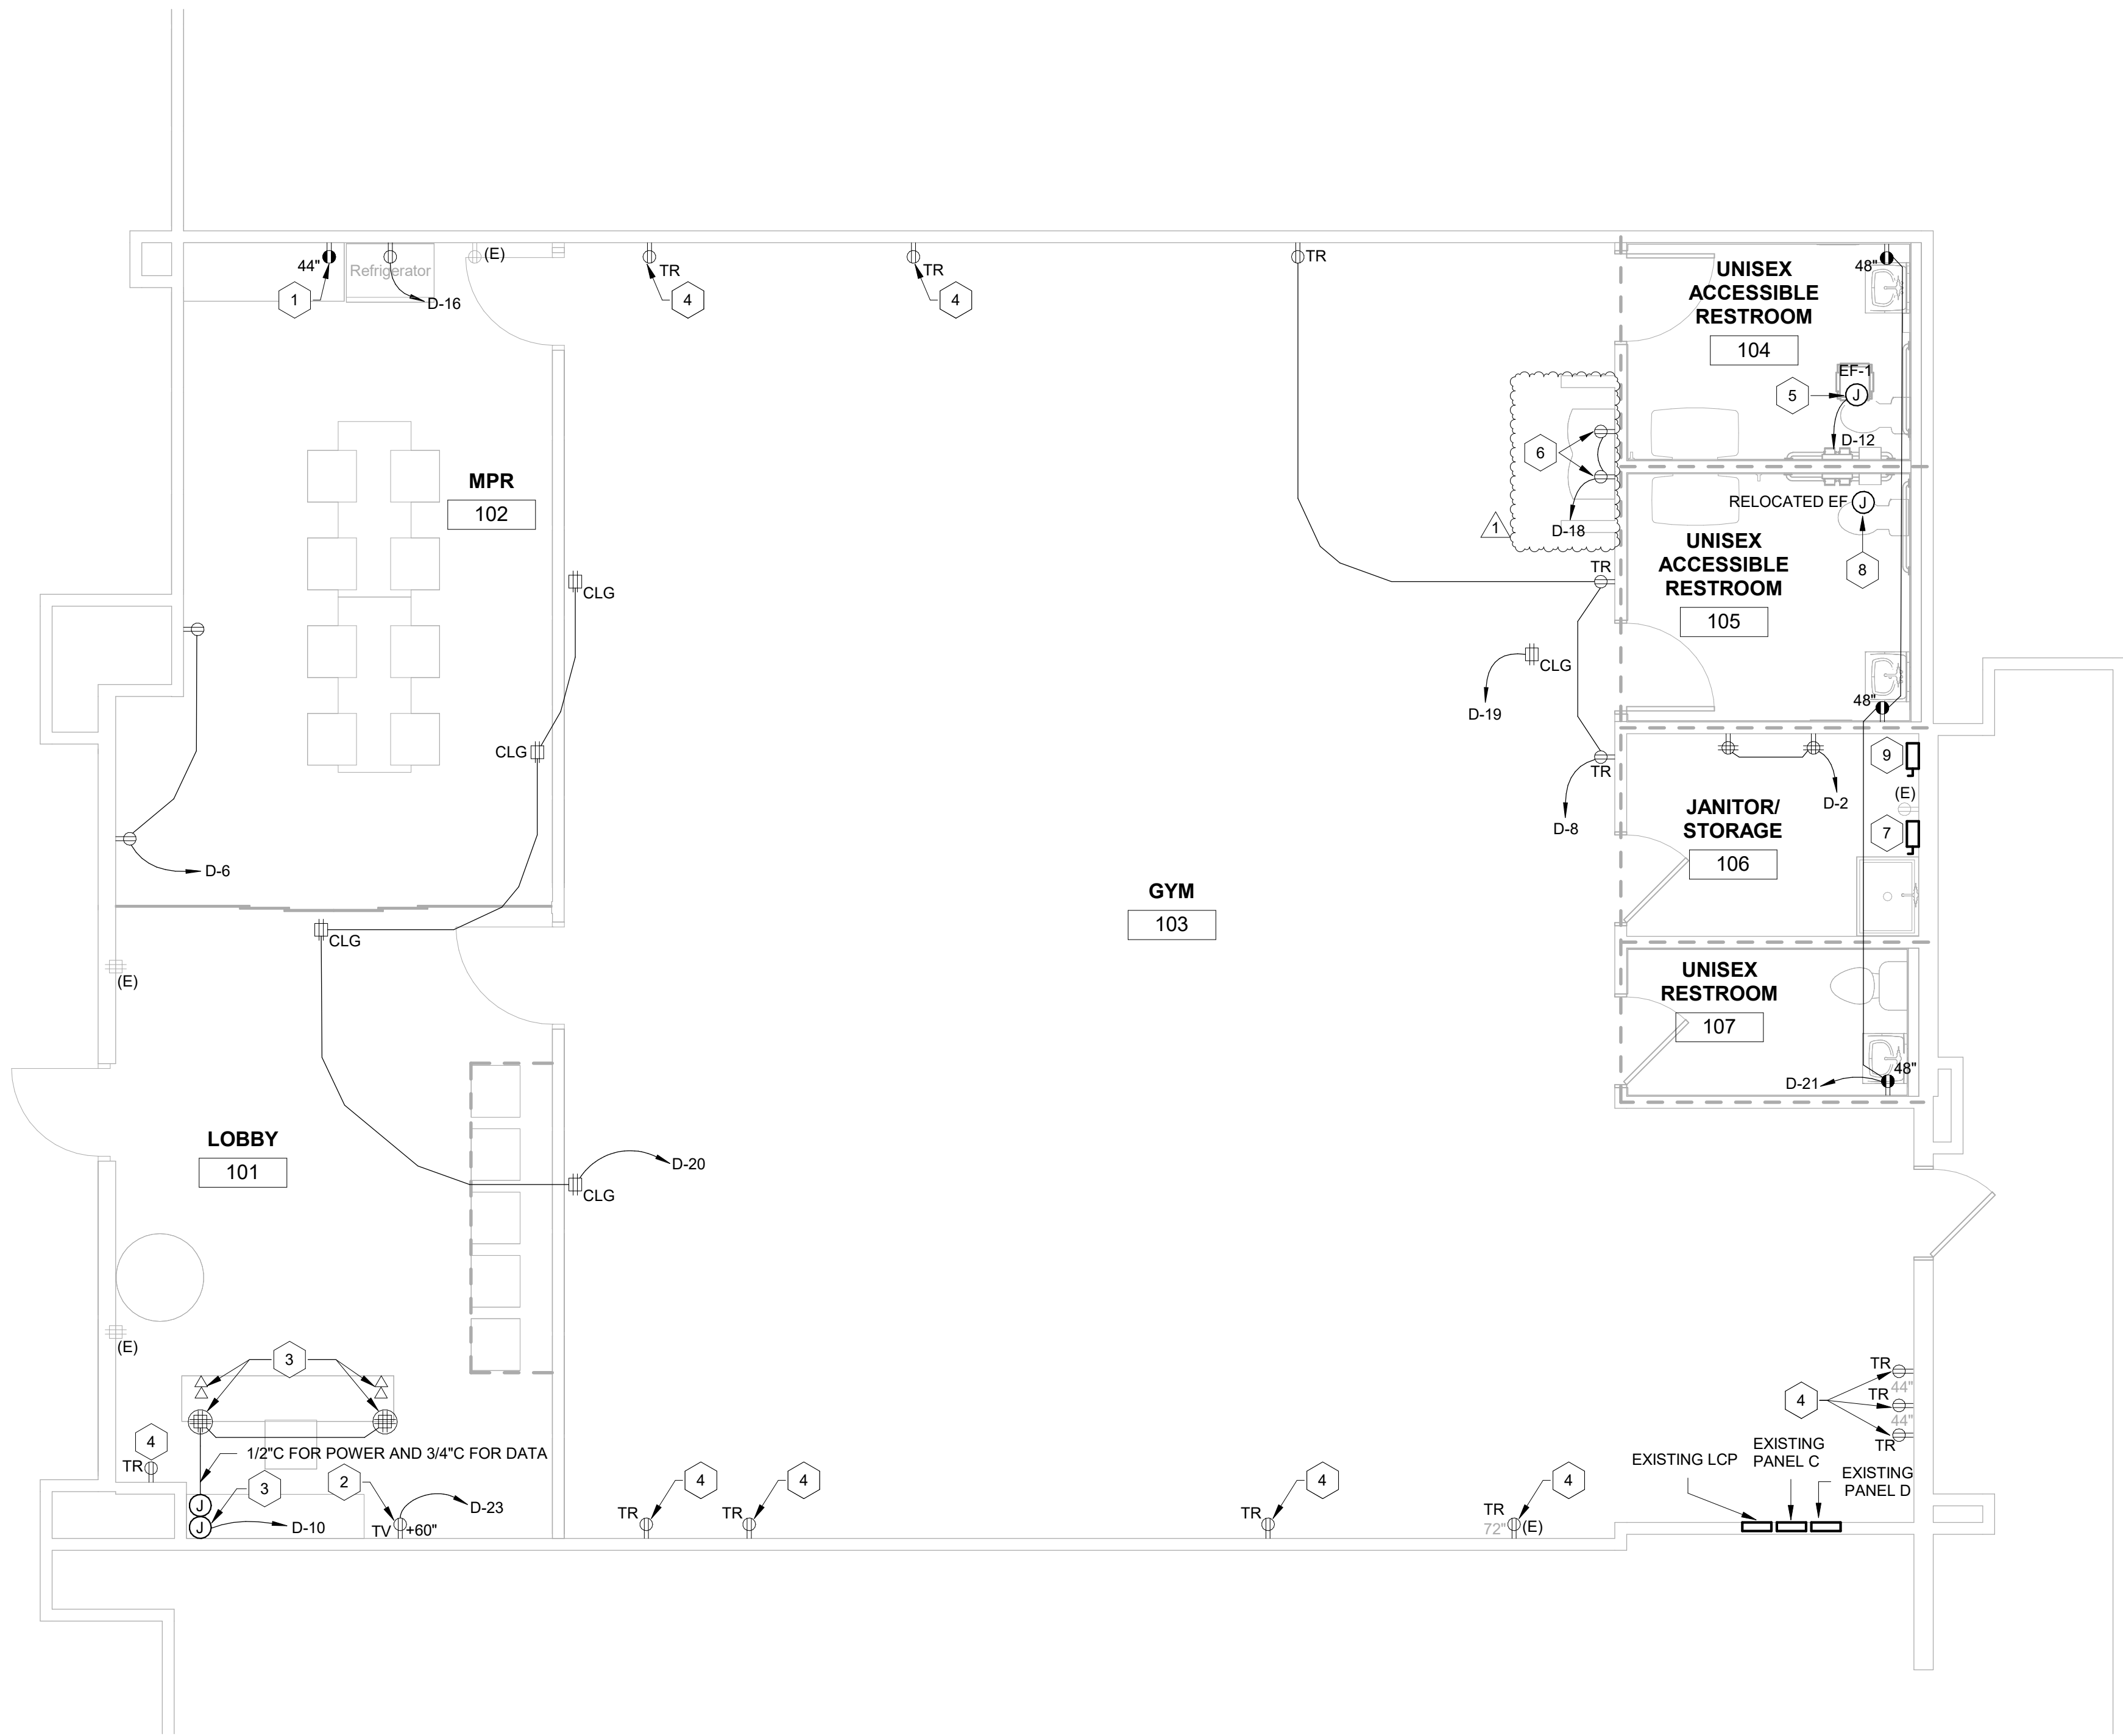 44"
1
Refrigerator
D-16
(E)
TR
4
TR
4
TR
48"
UNISEX
ACCESSIBLE
RESTROOM
104
EF-1
J
5
D-12
6
D-18
1
MPR
102
RELOCATED EF
J
8
UNISEX
ACCESSIBLE
RESTROOM
105
TR
CLG
CLG
CLG
D-19
48"
TR
D-8
9
(E)
7
D-2
JANITOR/
STORAGE
106
D-6
GYM
103
CLG
(E)
UNISEX
RESTROOM
107
48"
D-21
LOBBY
101
D-20
CLG
(E)
3
4
TR
1/2"C FOR POWER AND 3/4"C FOR DATA
J
3
J
D-10
2
TV
+60"
D-23
4
TR
4
TR
4
TR
4
TR
72"
(E)
TR
44"
4
TR
44"
TR
EXISTING LCP
EXISTING
PANEL C
EXISTING
PANEL D